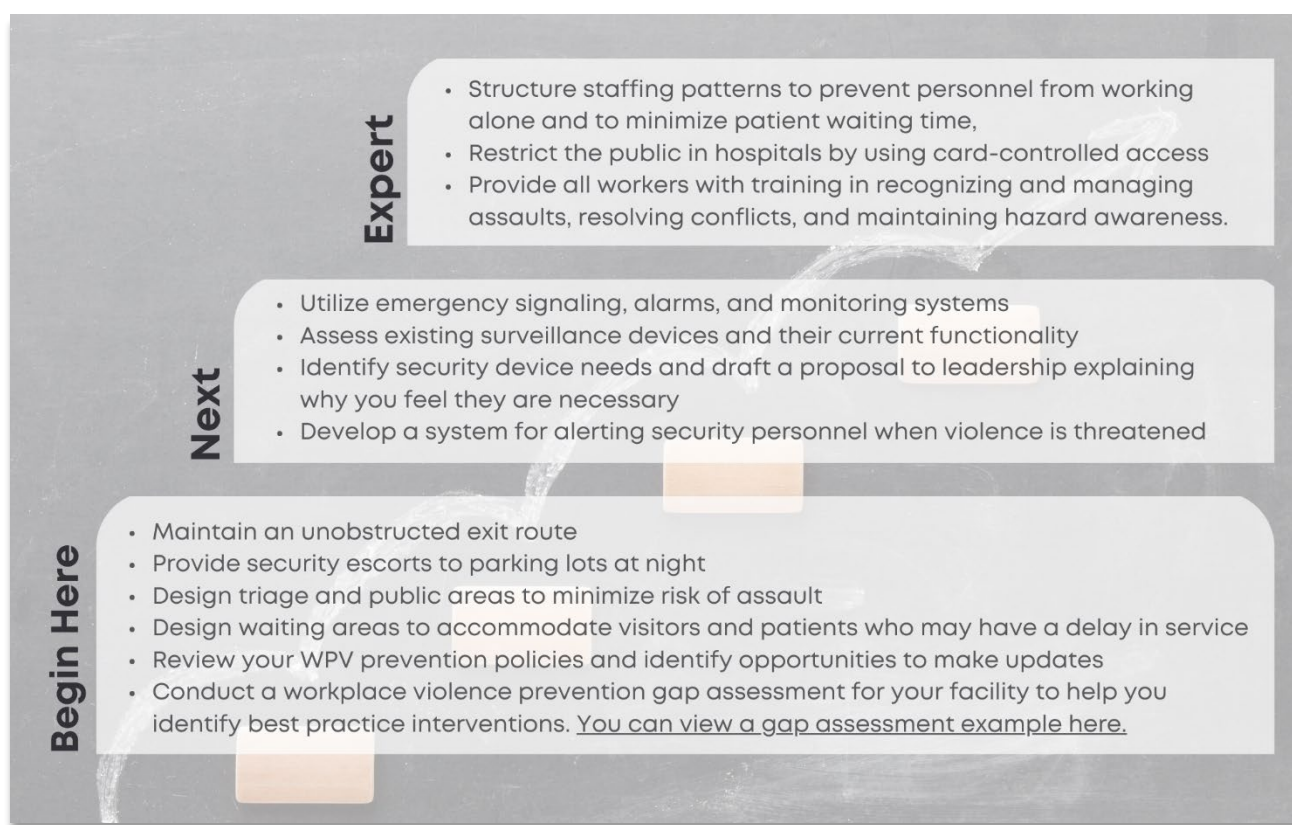 Expert
• Structure staffing patterns to prevent personnel from working
alone and to minimize patient waiting time,
• Restrict the public in hospitals by using card-controlled access
• Provide all workers with training in recognizing and managing
assaults, resolving conflicts, and maintaining hazard awareness.
Next
• Utilize emergency signaling, alarms, and monitoring systems
• Assess existing surveillance devices and their current functionality
• Identify security device needs and draft a proposal to leadership explaining
why you feel they are necessary
• Develop a system for alerting security personnel when violence is threatened
Begin Here
• Maintain an unobstructed exit route
• Provide security escorts to parking lots at night
• Design triage and public areas to minimize risk of assault
• Design waiting areas to accommodate visitors and patients who may have a delay in service
• Review your WPV prevention policies and identify opportunities to make updates
• Conduct a workplace violence prevention gap assessment for your facility to help you
identify best practice interventions. You can view a gap assessment example here.